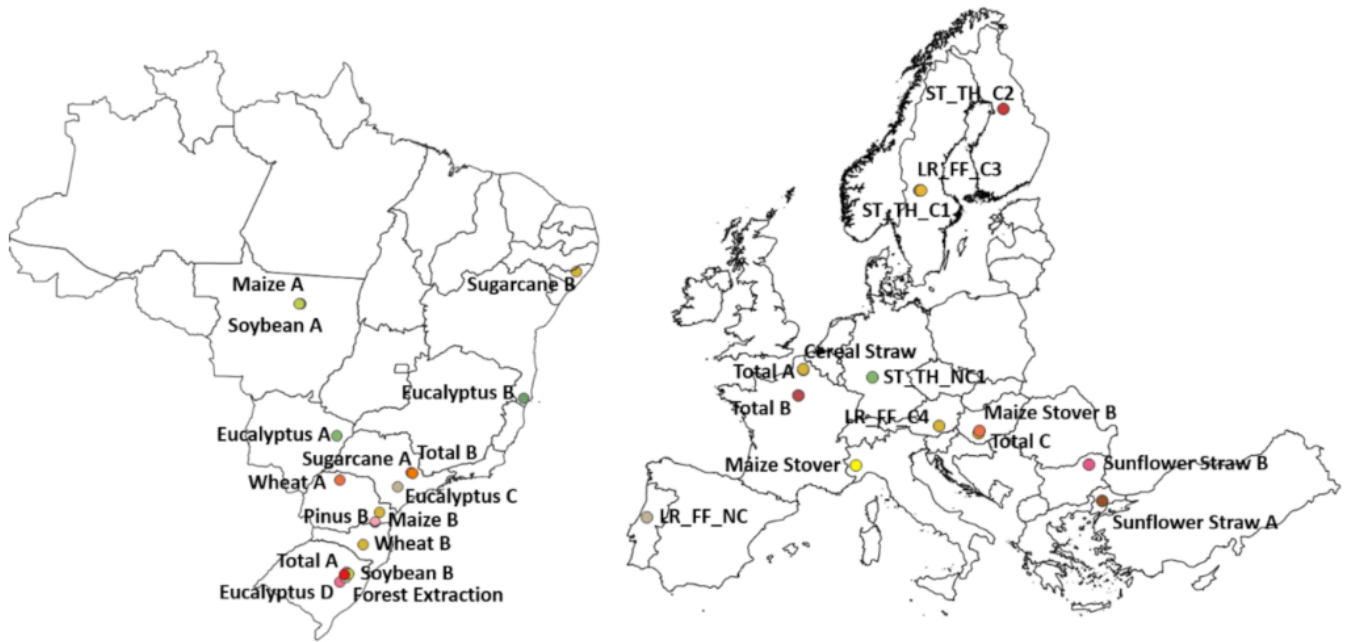 Maize A
Soybean A
Sugarcane B
Eucalyptus B
Eucalyptus A
Sugarcane A
Total B
Wheat A
Eucalyptus C
Pinus B
Maize B
Wheat B
Total A
Soybean B
Eucalyptus D
Forest Extraction
ST_TH_C2
LR_FF_C3
ST_TH_C1
Cereal Straw
Total A
ST_TH_NC1
Total B
LR_FF_C4
Maize Stover B
Total C
Maize Stover
Sunflower Straw B
LR_FF_NC
Sunflower Straw A